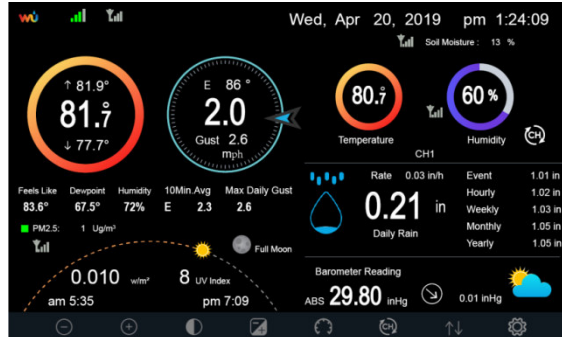 wu
Wed, Apr 20, 2019 pm 1:24:09
Soil Moisture : 13 %
↑ 81.9°
81.7°
↓ 77.7°
E 86 °
2.0
Gust 2.6
mph
80.7°
Temperature
60 %
Humidity
CH
CH1
Feels Like Dewpoint Humidity 10Min.Avg Max Daily Gust
83.6° 67.5° 72% E 2.3 2.6
PM2.5: 1 Ug/m³
Full Moon
0.010 w/m² 8 UV Index
am 5:35 pm 7:09
Rate 0.03 in/h
0.21 in
Daily Rain
Event 1.01 in
Hourly 1.02 in
Weekly 1.03 in
Monthly 1.05 in
Yearly 1.05 in
Barometer Reading
ABS 29.80 inHg 0.01 inHg
CH